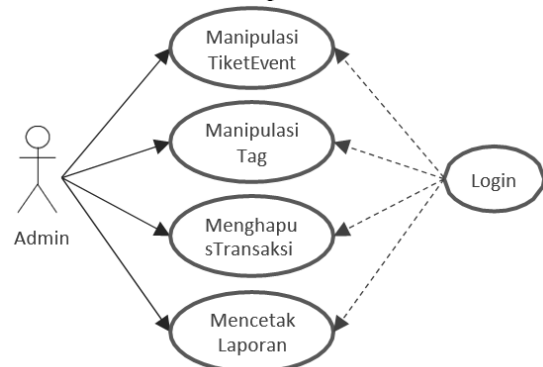 Manipulasi
TiketEvent
Manipulasi
Tag
Login
Admin
Menghapu
sTransaksi
Mencetak
Laporan